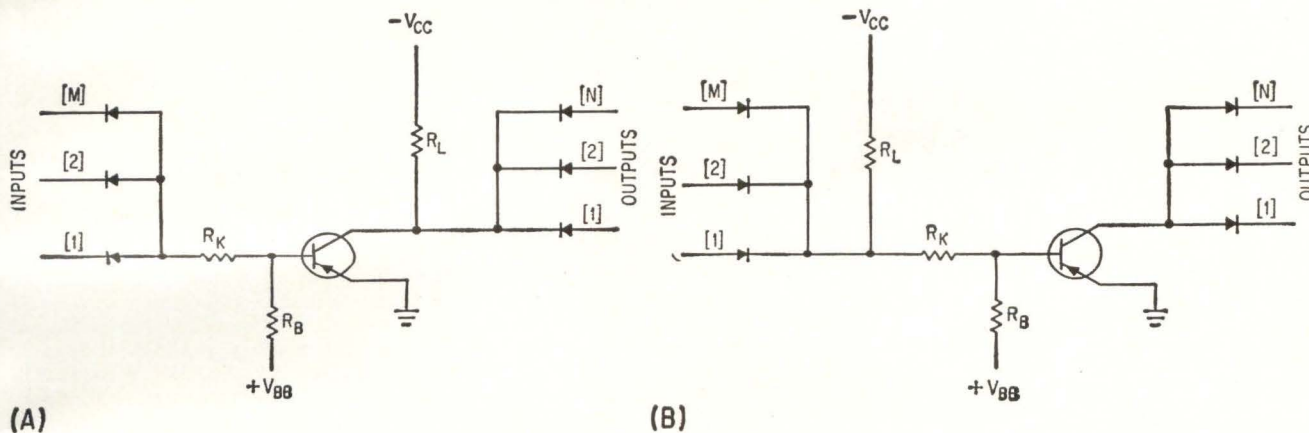 -VCC
[M]
[2]
[1]
INPUTS
RK
RB
+VBB
RL
[N]
[2]
[1]
OUTPUTS
(A)
-VCC
[M]
[2]
[1]
INPUTS
RL
RK
RB
+VBB
[N]
[2]
[1]
OUTPUTS
(B)